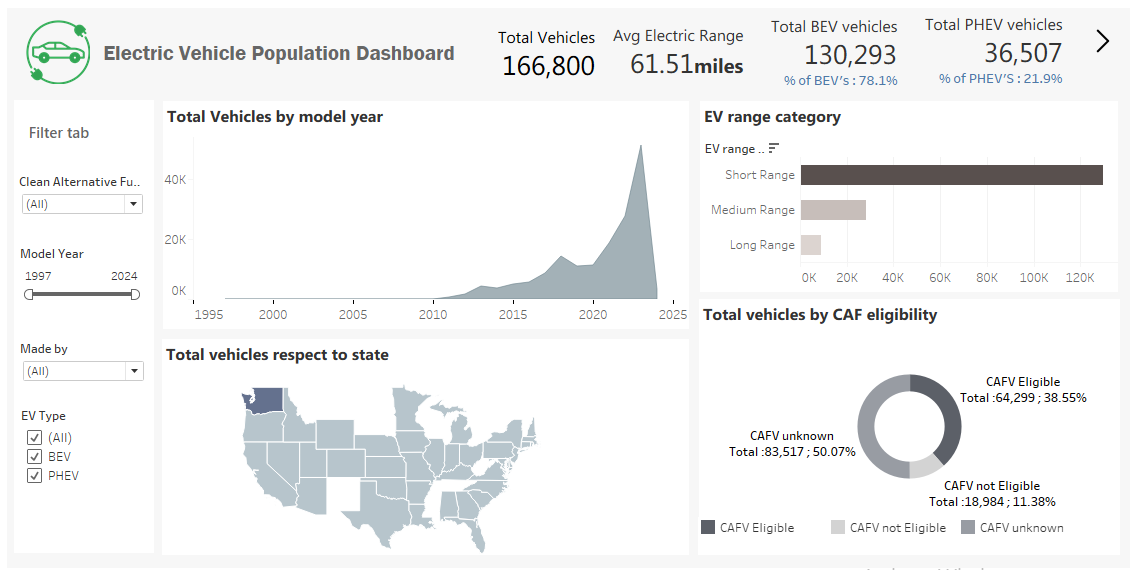 Electric Vehicle Population Dashboard
Total Vehicles
166,800
Avg Electric Range
61.51miles
Total BEV vehicles
130,293
% of BEV's : 78.1%
Total PHEV vehicles
36,507
% of PHEV'S : 21.9%
Filter tab
Clean Alternative Fu..
(All)
Model Year
1997 2024
Made by
(All)
EV Type
(All)
BEV
PHEV
Total Vehicles by model year
40K
20K
0K
1995 2000 2005 2010 2015 2020 2025
Total vehicles respect to state
EV range category
EV range ..
Short Range
Medium Range
Long Range
0K 20K 40K 60K 80K 100K 120K
Total vehicles by CAF eligibility
CAFV Eligible
Total :64,299 ; 38.55%
CAFV unknown
Total :83,517 ; 50.07%
CAFV not Eligible
Total :18,984 ; 11.38%
CAFV Eligible CAFV not Eligible CAFV unknown